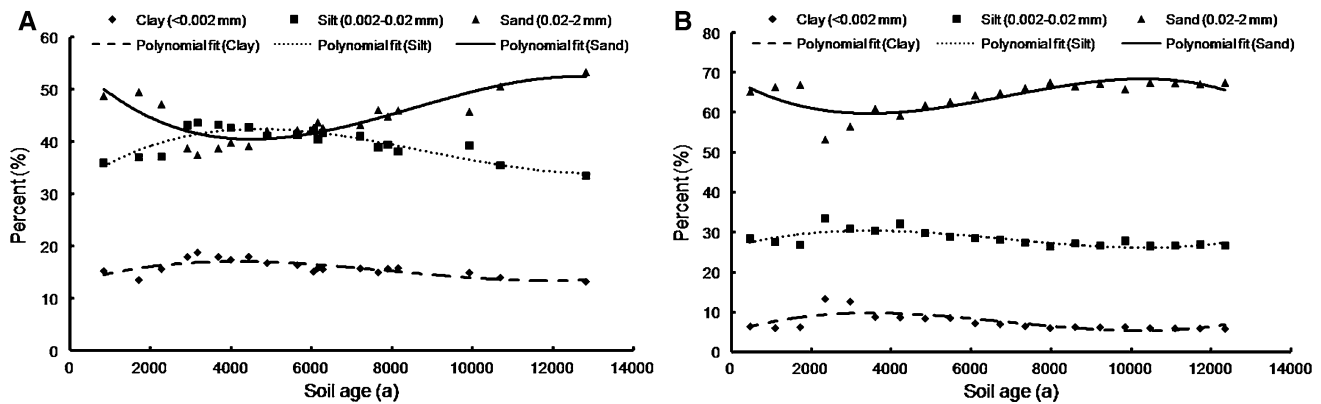 A
Clay (<0.002 mm) Silt (0.002-0.02 mm) Sand (0.02-2 mm)
Polynomial fit (Clay) Polynomial fit (Silt) Polynomial fit (Sand)
Percent (%)
60
50
40
30
20
10
0
0 2000 4000 6000 8000 10000 12000 14000
Soil age (a)
B
Clay (<0.002 mm) Silt (0.002-0.02 mm) Sand (0.02-2 mm)
Polynomial fit (Clay) Polynomial fit (Silt) Polynomial fit (Sand)
Percent (%)
80
70
60
50
40
30
20
10
0
0 2000 4000 6000 8000 10000 12000 14000
Soil age (a)